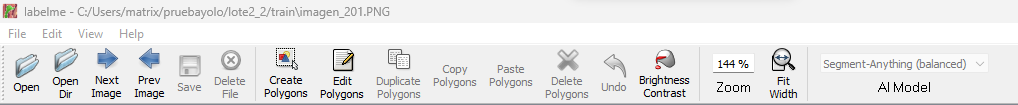 labelme - C:/Users/matrix/pruebayolo/lote2_2/train\imagen_201.PNG
File Edit View Help
Open
Open Dir
Next Image
Prev Image
Save
Delete File
Create Polygons
Edit Polygons
Duplicate Polygons
Copy Polygons
Paste Polygons
Delete Polygons
Undo
Brightness Contrast
144 %
Zoom
Fit Width
Segment-Anything (balanced)
AI Model